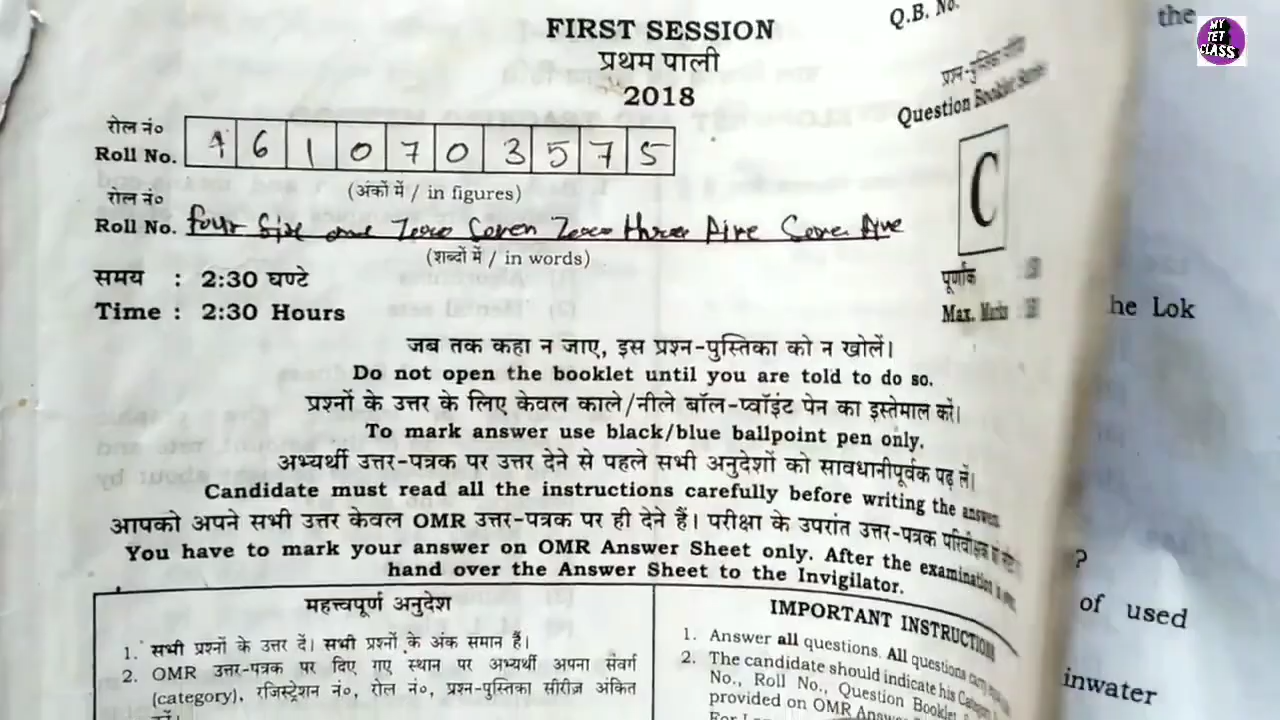 FIRST SESSION
प्रथम पाली
2018
Q.B. No.
प्रश्न-पुस्तिका
Question Booklet
C
रोल नं०
Roll No. 4 6 1 0 7 0 3 5 7 5
(अंकों में / in figures)
रोल नं०
Roll No. four Six one Zero Seven Zero three five Seven five
(शब्दों में / in words)
समय : 2:30 घण्टे
Time : 2:30 Hours
पूर्णांक
Max. Marks
जब तक कहा न जाए, इस प्रश्न-पुस्तिका को न खोलें।
Do not open the booklet until you are told to do so.
प्रश्नों के उत्तर के लिए केवल काले/नीले बॉल-प्वॉइंट पेन का इस्तेमाल करें।
To mark answer use black/blue ballpoint pen only.
अभ्यर्थी उत्तर-पत्रक पर उत्तर देने से पहले सभी अनुदेशों को सावधानीपूर्वक पढ़ लें।
Candidate must read all the instructions carefully before writing the answer.
आपको अपने सभी उत्तर केवल OMR उत्तर-पत्रक पर ही देने हैं। परीक्षा के उपरांत उत्तर-पत्रक
You have to mark your answer on OMR Answer Sheet only. After the examination
hand over the Answer Sheet to the Invigilator.
महत्त्वपूर्ण अनुदेश
1. सभी प्रश्नों के उत्तर दें। सभी प्रश्नों के अंक समान हैं।
2. OMR उत्तर-पत्रक पर दिए गए स्थान पर अभ्यर्थी अपना संवर्ग
(category), रजिस्ट्रेशन नं०, रोल नं०, प्रश्न-पुस्तिका सीरीज़ अंकित
IMPORTANT INSTRUCTION
1. Answer all questions. All questions
2. The candidate should indicate his
No., Roll No., Question Booklet
provided on OMR
the
he Lok
?
of used
inwater
MY
TET
CLASS